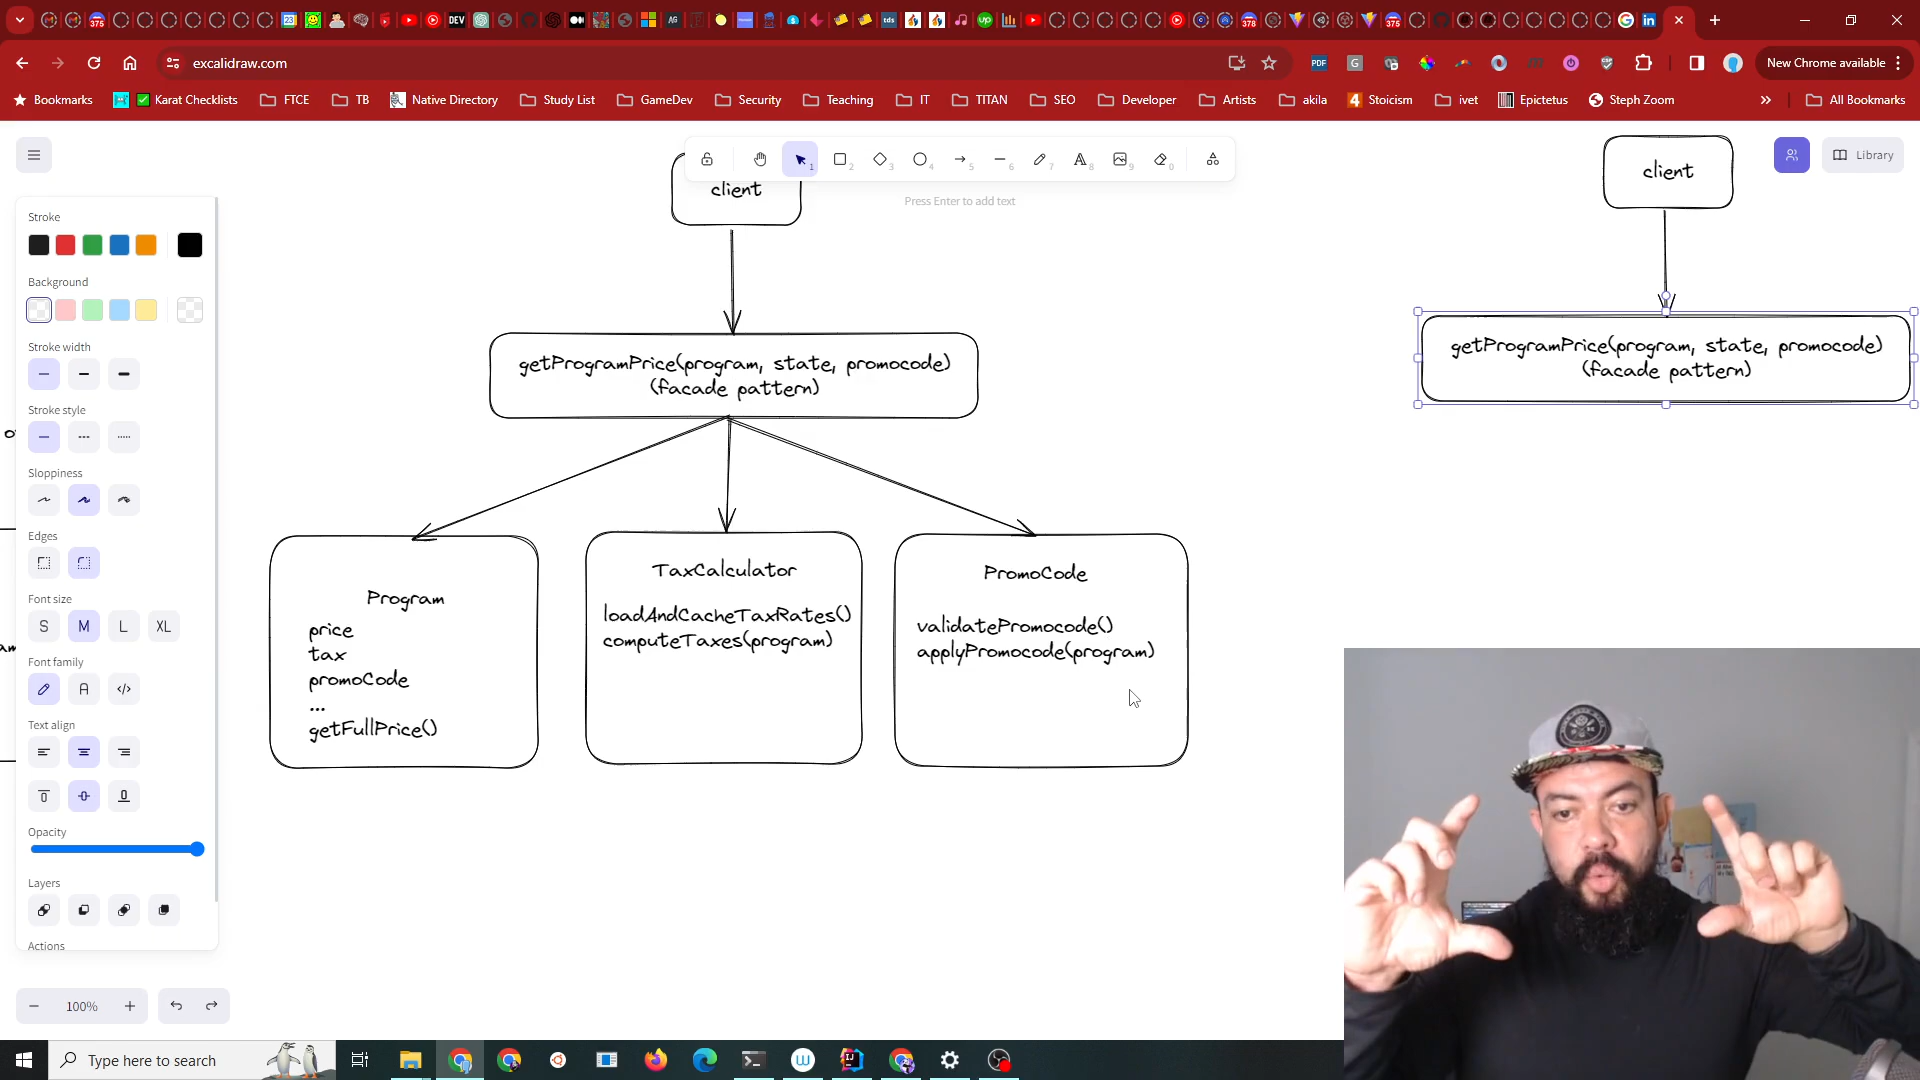 excalidraw.com
New Chrome available
Bookmarks
Karat Checklists
FTCE
TB
Native Directory
Study List
GameDev
Security
Teaching
IT
TITAN
SEO
Developer
Artists
akila
Stoicism
ivet
Epictetus
Steph Zoom
All Bookmarks
Library
Press Enter to add text
client
getProgramPrice(program, state, promocode)
(facade pattern)
Program
price
tax
promoCode
...
getFullPrice()
TaxCalculator
loadAndCacheTaxRates()
computeTaxes(program)
PromoCode
validatePromocode()
applyPromocode(program)
client
getProgramPrice(program, state, promocode)
(facade pattern)
Stroke
Background
Stroke width
Stroke style
Sloppiness
Edges
Font size
S M L XL
Font family
Text align
Opacity
Layers
Actions
100%
Type here to search